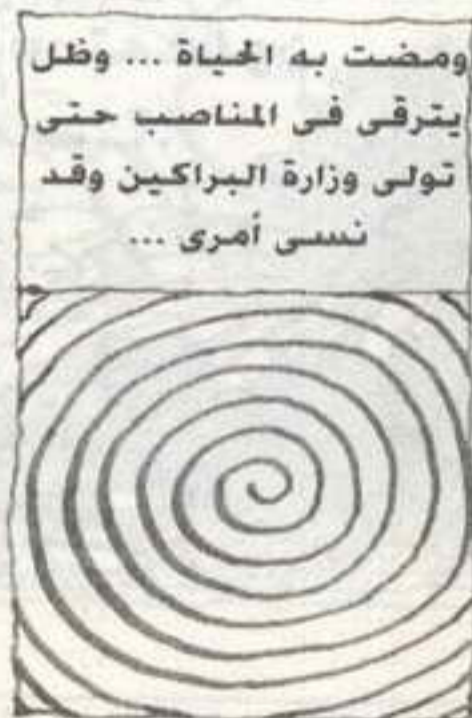 ومضت به الحياة ... وظل
يترقى فى المناصب حتى
تولى وزارة البراكين وقد
نسى أمرى ...